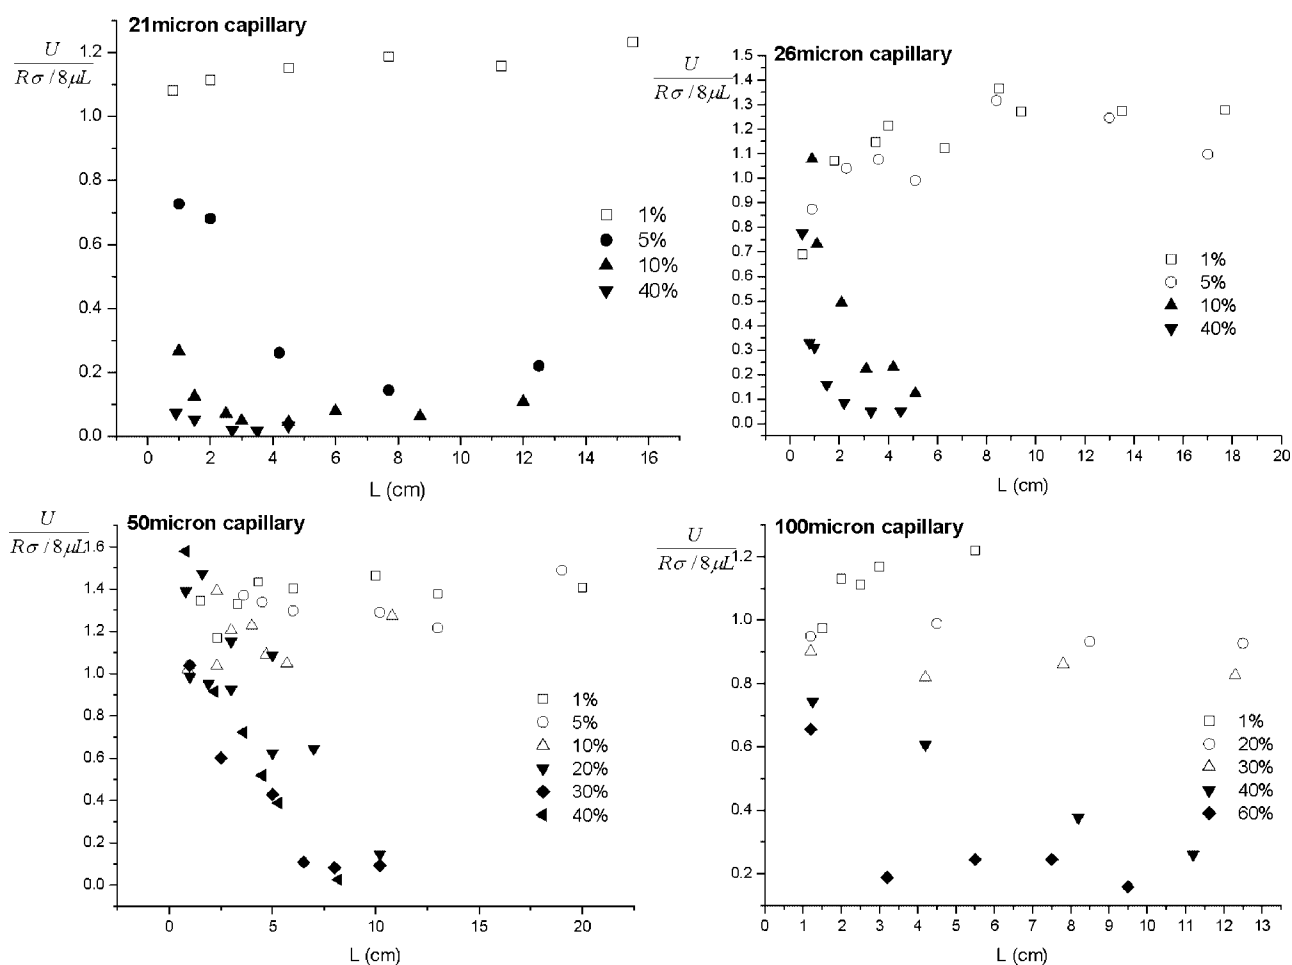 21micron capillary
U
Rσ/8μL
1.2
1.0
0.8
0.6
0.4
0.2
0.0
1%
5%
10%
40%
0 2 4 6 8 10 12 14 16
L (cm)
26micron capillary
U
Rσ/8μL
1.5
1.4
1.3
1.2
1.1
1.0
0.9
0.8
0.7
0.6
0.5
0.4
0.3
0.2
0.1
0.0
1%
5%
10%
40%
0 2 4 6 8 10 12 14 16 18 20
L (cm)
50micron capillary
U
Rσ/8μL
1.6
1.4
1.2
1.0
0.8
0.6
0.4
0.2
0.0
1%
5%
10%
20%
30%
40%
0 5 10 15 20
L (cm)
100micron capillary
U
Rσ/8μL
1.2
1.0
0.8
0.6
0.4
0.2
1%
20%
30%
40%
60%
0 1 2 3 4 5 6 7 8 9 10 11 12 13
L (cm)